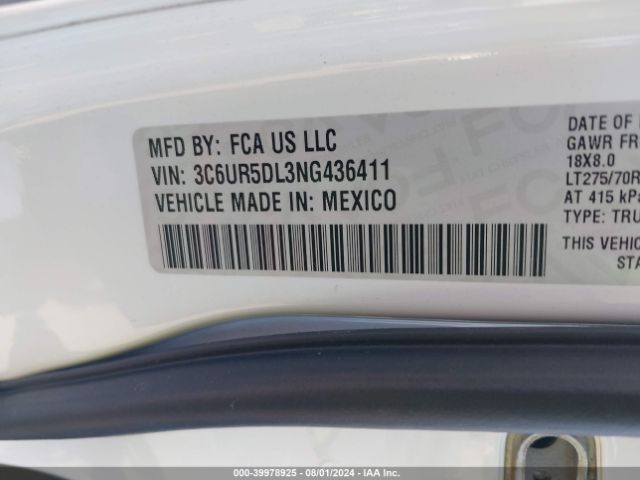 MFD BY: FCA US LLC
VIN: 3C6UR5DL3NG436411
VEHICLE MADE IN: MEXICO
DATE OF
GAWR FR
18X8.0
LT275/70R
AT 415 kPa
TYPE: TRU
THIS VEHIC
STA
000-39978925 | 08/01/2024 | IAA Inc.